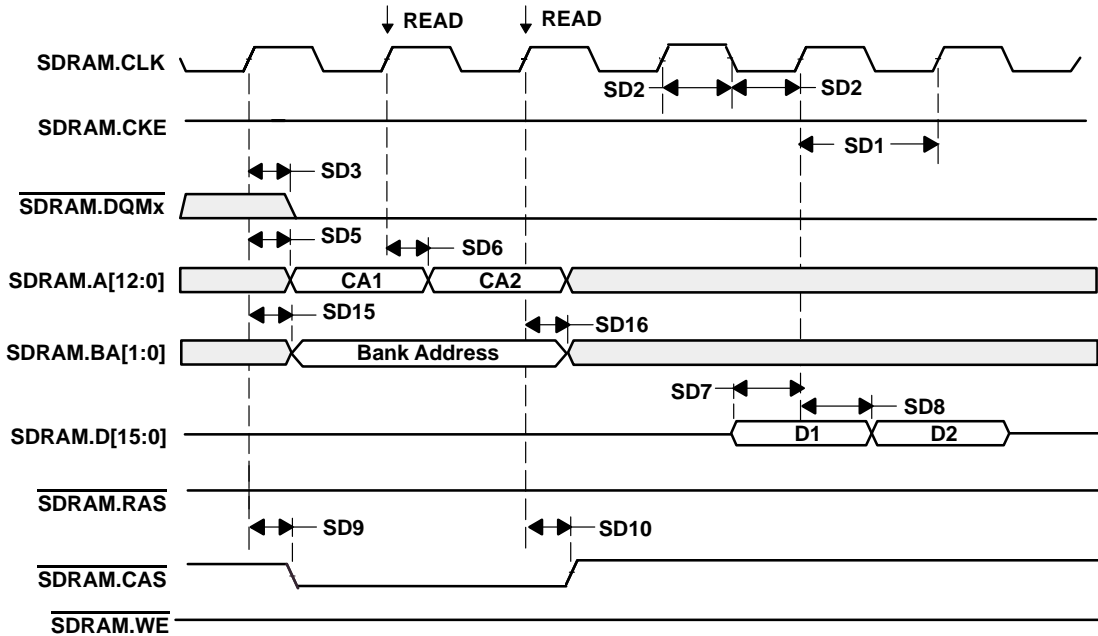 READ READ
SDRAM.CLK
SD2 SD2
SDRAM.CKE
SD1
SD3
SDRAM.DQMx
SD5 SD6
SDRAM.A[12:0] CA1 CA2
SD15 SD16
SDRAM.BA[1:0] Bank Address
SD7 SD8
SDRAM.D[15:0] D1 D2
SDRAM.RAS
SD9 SD10
SDRAM.CAS
SDRAM.WE